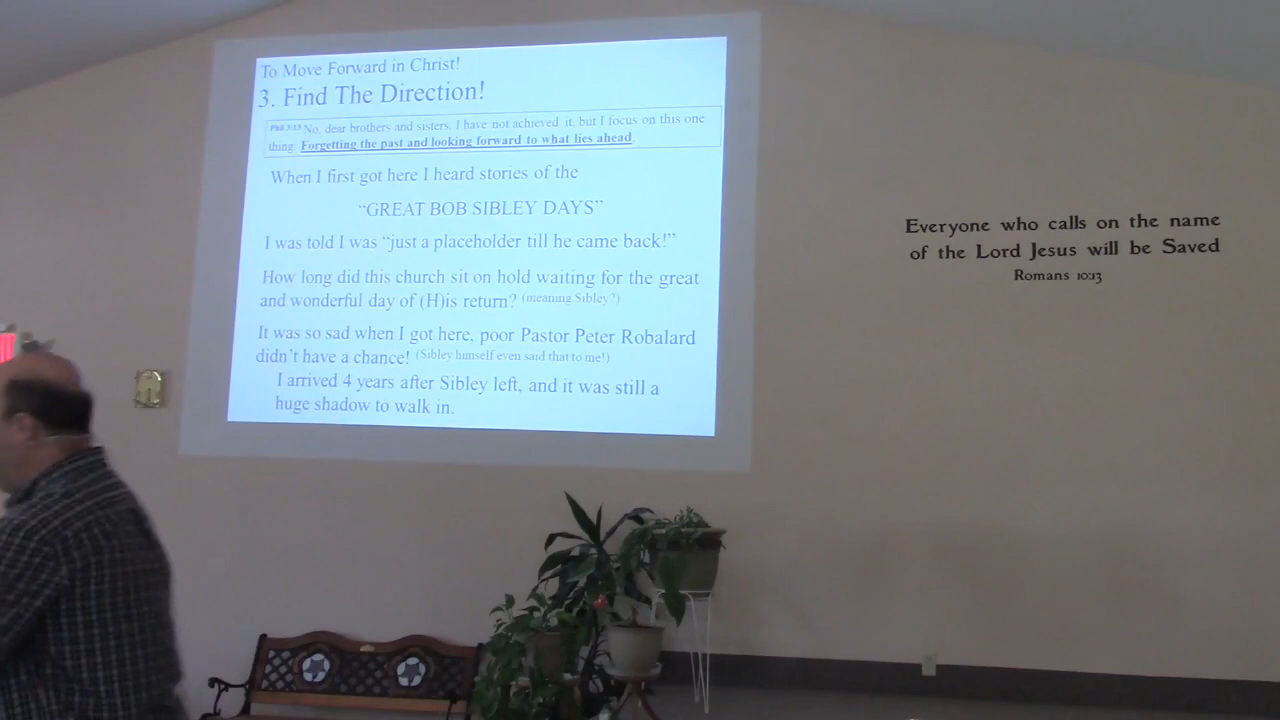 To Move Forward in Christ!
3. Find The Direction!
Phil 3:13 No, dear brothers and sisters, I have not achieved it, but I focus on this one
thing: Forgetting the past and looking forward to what lies ahead.
When I first got here I heard stories of the
“GREAT BOB SIBLEY DAYS”
I was told I was “just a placeholder till he came back!”
How long did this church sit on hold waiting for the great
and wonderful day of (H)is return? (meaning Sibley?)
It was so sad when I got here, poor Pastor Peter Robalard
didn’t have a chance! (Sibley himself even said that to me!)
I arrived 4 years after Sibley left, and it was still a
huge shadow to walk in.
Everyone who calls on the name
of the Lord Jesus will be Saved
Romans 10:13